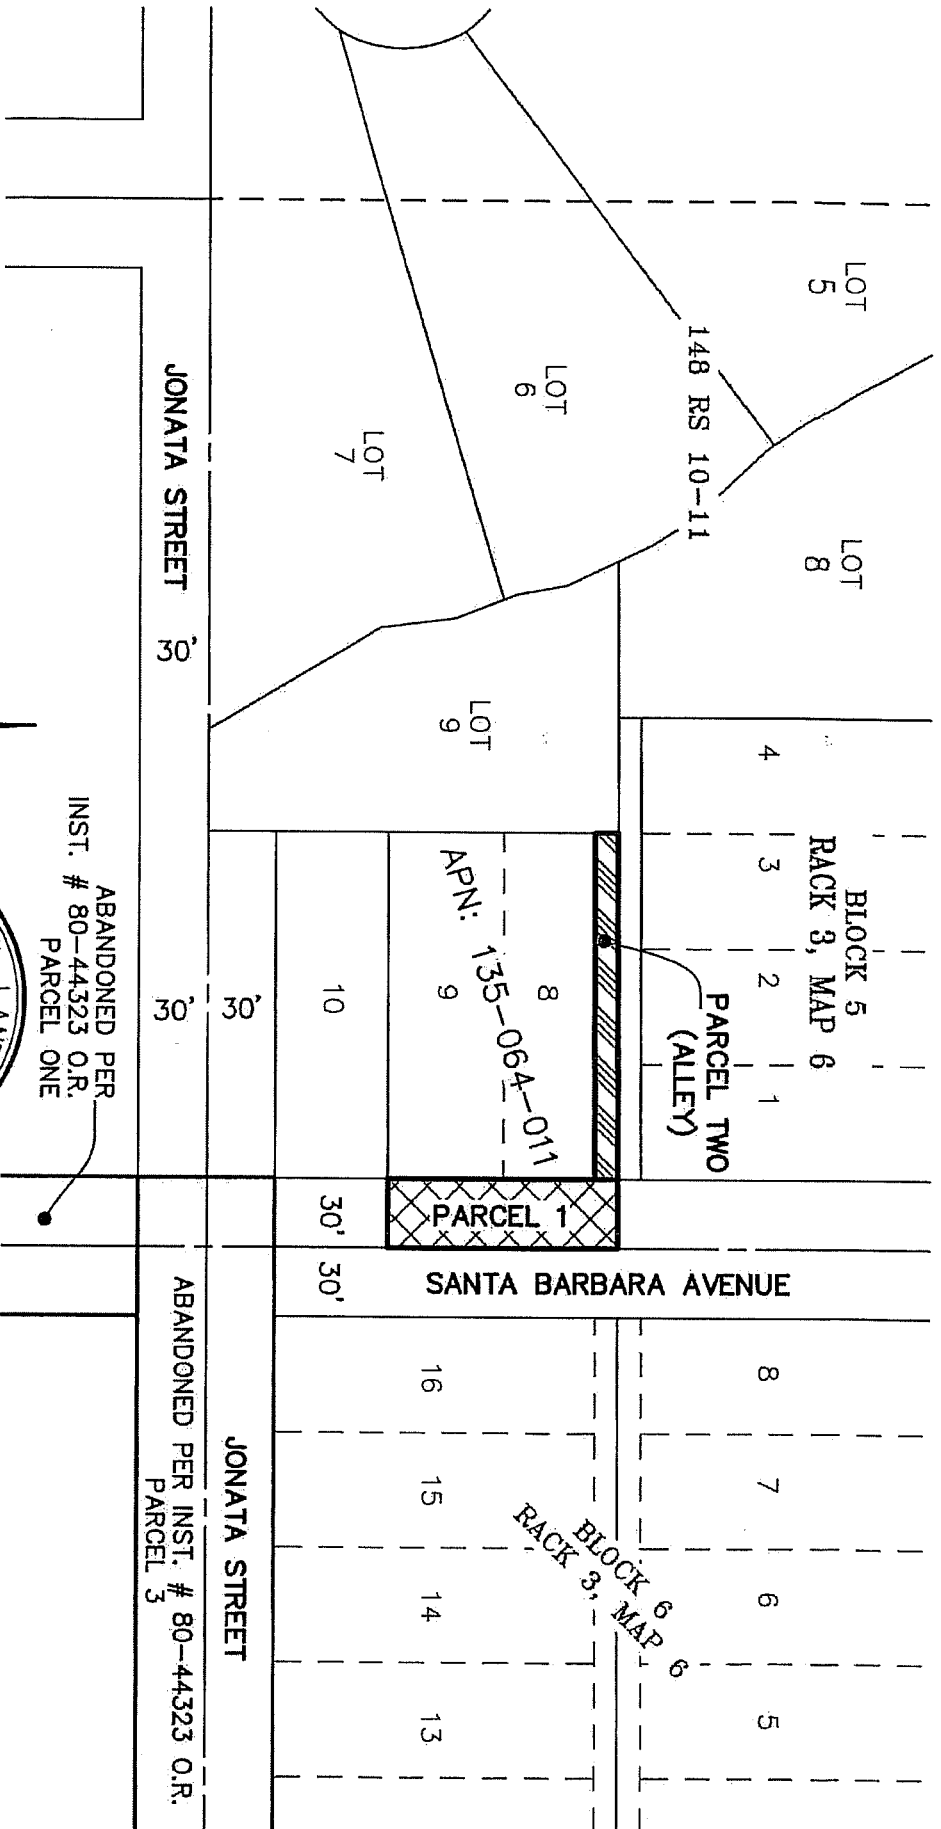 LOT
5
148 RS 10-11
LOT
6
LOT
7
LOT
8
LOT
9
JONATA STREET 30'
BLOCK 5
RACK 3, MAP 6
4
3
2
1
PARCEL TWO
(ALLEY)
8
9
10
APN: 135-064-011
30'
30'
ABANDONED PER
INST. # 80-44323 O.R.
PARCEL ONE
PARCEL 1
30'
30'
SANTA BARBARA AVENUE
8
7
6
5
BLOCK 6
RACK 3, MAP 6
16
15
14
13
JONATA STREET
ABANDONED PER INST. # 80-44323 O.R.
PARCEL 3